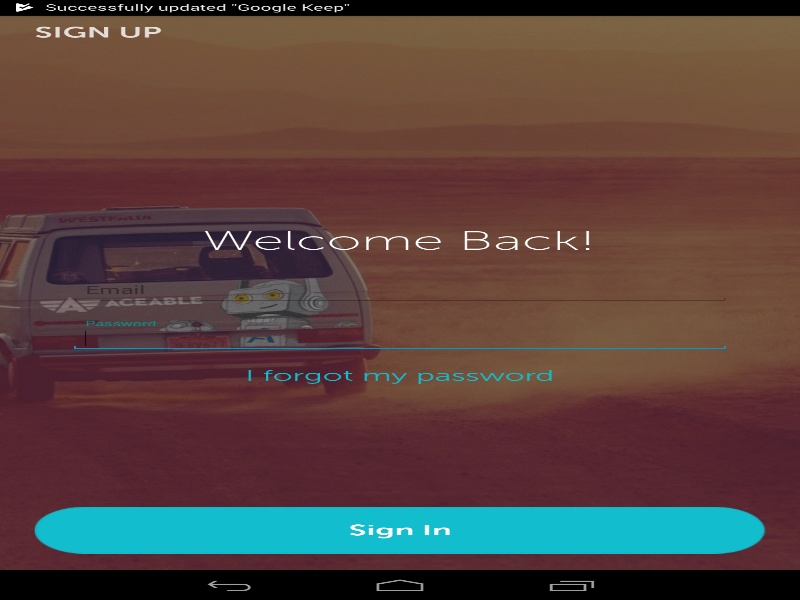 Successfully updated "Google Keep"
SIGN UP
WESTFALIA
Welcome Back!
Email
ACEABLE
Password
I forgot my password
Sign In